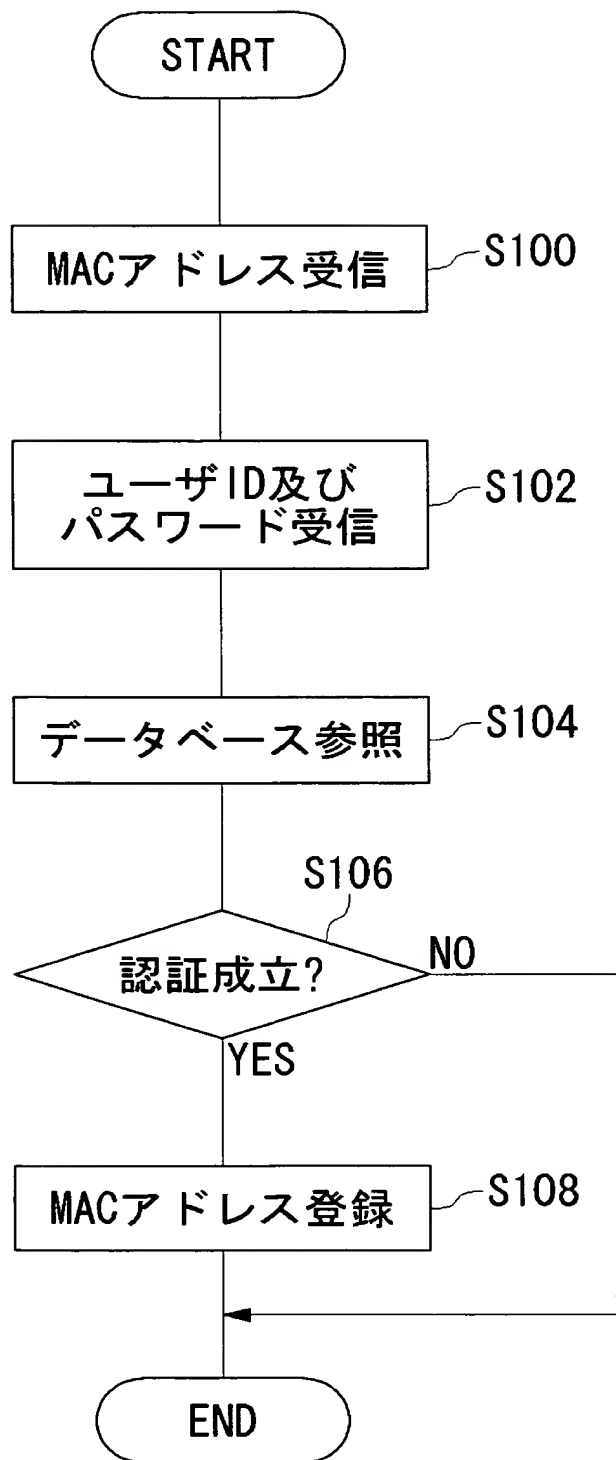 START
MACアドレス受信
S100
ユーザID及び
パスワード受信
S102
データベース参照
S104
S106
認証成立?
NO
YES
MACアドレス登録
S108
END